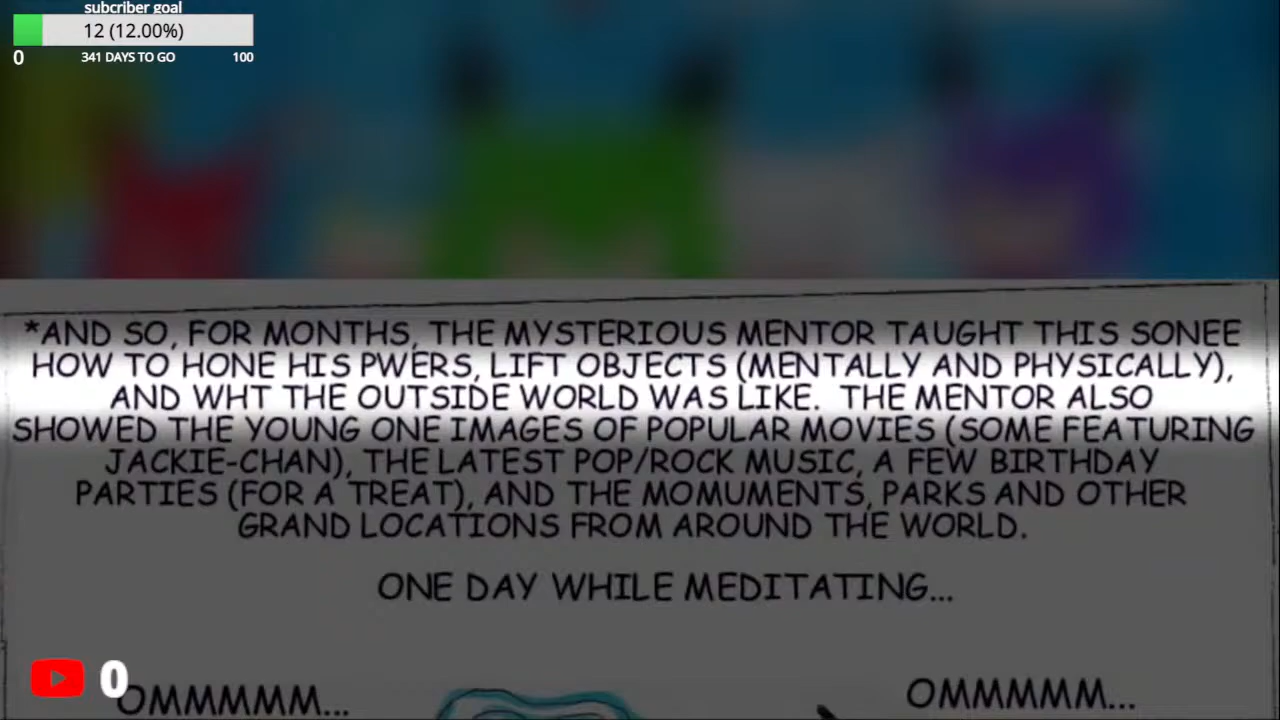 subcriber goal
12 (12.00%)
0 341 DAYS TO GO 100
*AND SO, FOR MONTHS, THE MYSTERIOUS MENTOR TAUGHT THIS SONEE
HOW TO HONE HIS PWERS, LIFT OBJECTS (MENTALLY AND PHYSICALLY),
AND WHT THE OUTSIDE WORLD WAS LIKE. THE MENTOR ALSO
SHOWED THE YOUNG ONE IMAGES OF POPULAR MOVIES (SOME FEATURING
JACKIE-CHAN), THE LATEST POP/ROCK MUSIC, A FEW BIRTHDAY
PARTIES (FOR A TREAT), AND THE MOMUMENTS, PARKS AND OTHER
GRAND LOCATIONS FROM AROUND THE WORLD.
ONE DAY WHILE MEDITATING...
0
OMMMMM... OMMMMM...